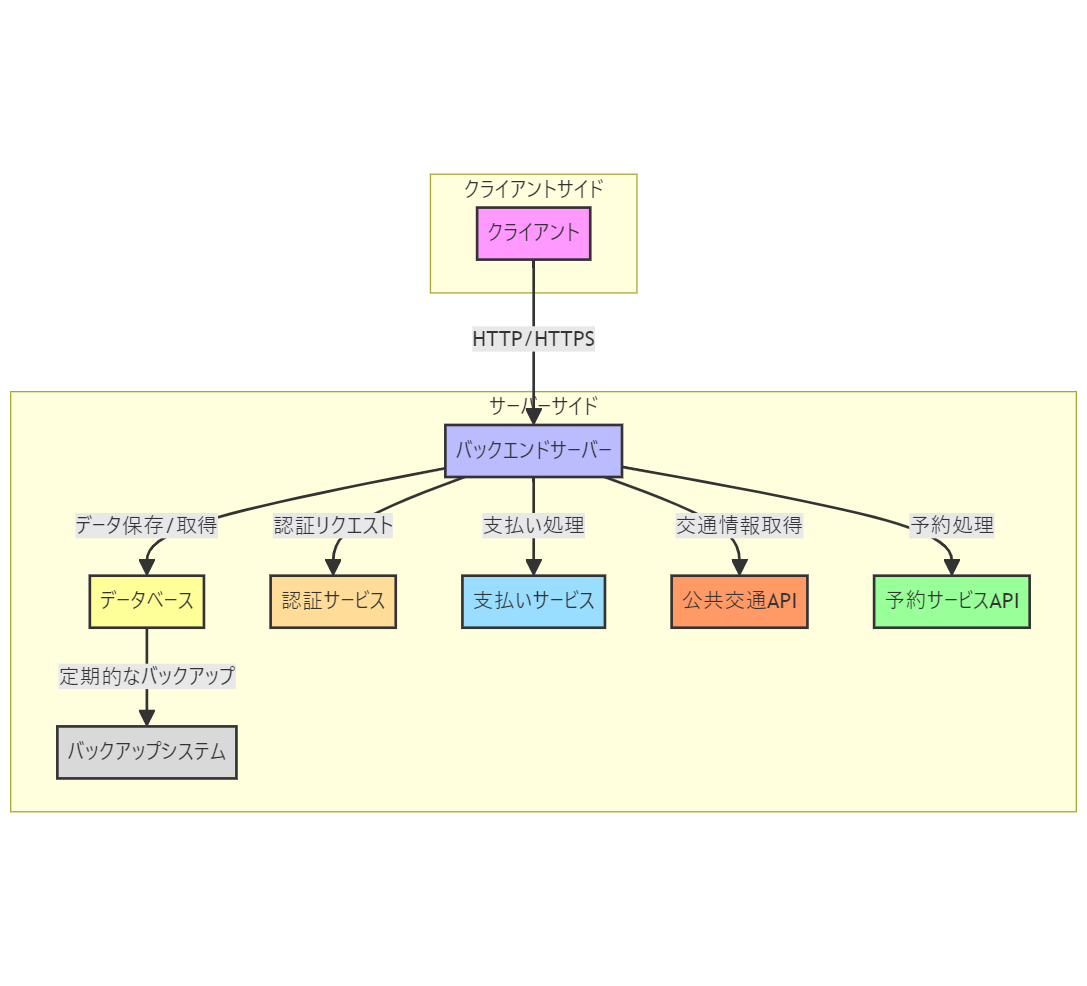 クライアントサイド
クライアント
HTTP/HTTPS
サーバーサイド
バックエンドサーバー
データ保存/取得
認証リクエスト
支払い処理
交通情報取得
予約処理
データベース
認証サービス
支払いサービス
公共交通API
予約サービスAPI
定期的なバックアップ
バックアップシステム